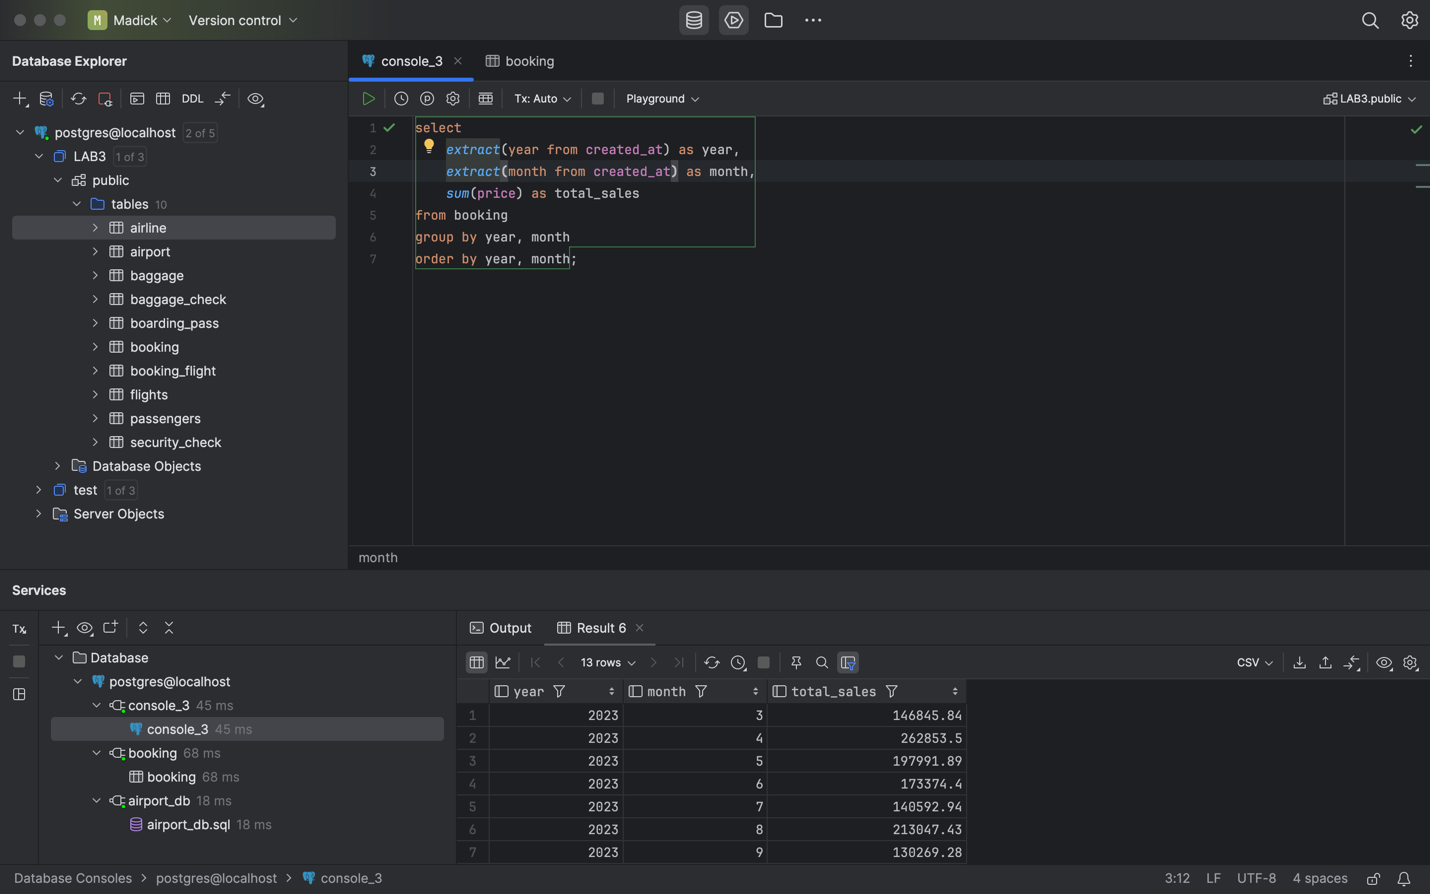 M Madick Version control
Database Explorer
DDL
postgres@localhost 2 of 5
LAB3 1 of 3
public
tables 10
airline
airport
baggage
baggage_check
boarding_pass
booking
booking_flight
flights
passengers
security_check
Database Objects
test 1 of 3
Server Objects
console_3 booking
Tx: Auto Playground LAB3.public
1 select
2 extract(year from created_at) as year,
3 extract(month from created_at) as month,
4 sum(price) as total_sales
5 from booking
6 group by year, month
7 order by year, month;
month
Services
Tx
Database
postgres@localhost
console_3 45 ms
console_3 45 ms
booking 68 ms
booking 68 ms
airport_db 18 ms
airport_db.sql 18 ms
Output Result 6
13 rows CSV
year month total_sales
1 2023 3 146845.84
2 2023 4 262853.5
3 2023 5 197991.89
4 2023 6 173374.4
5 2023 7 140592.94
6 2023 8 213047.43
7 2023 9 130269.28
Database Consoles postgres@localhost console_3 3:12 LF UTF-8 4 spaces